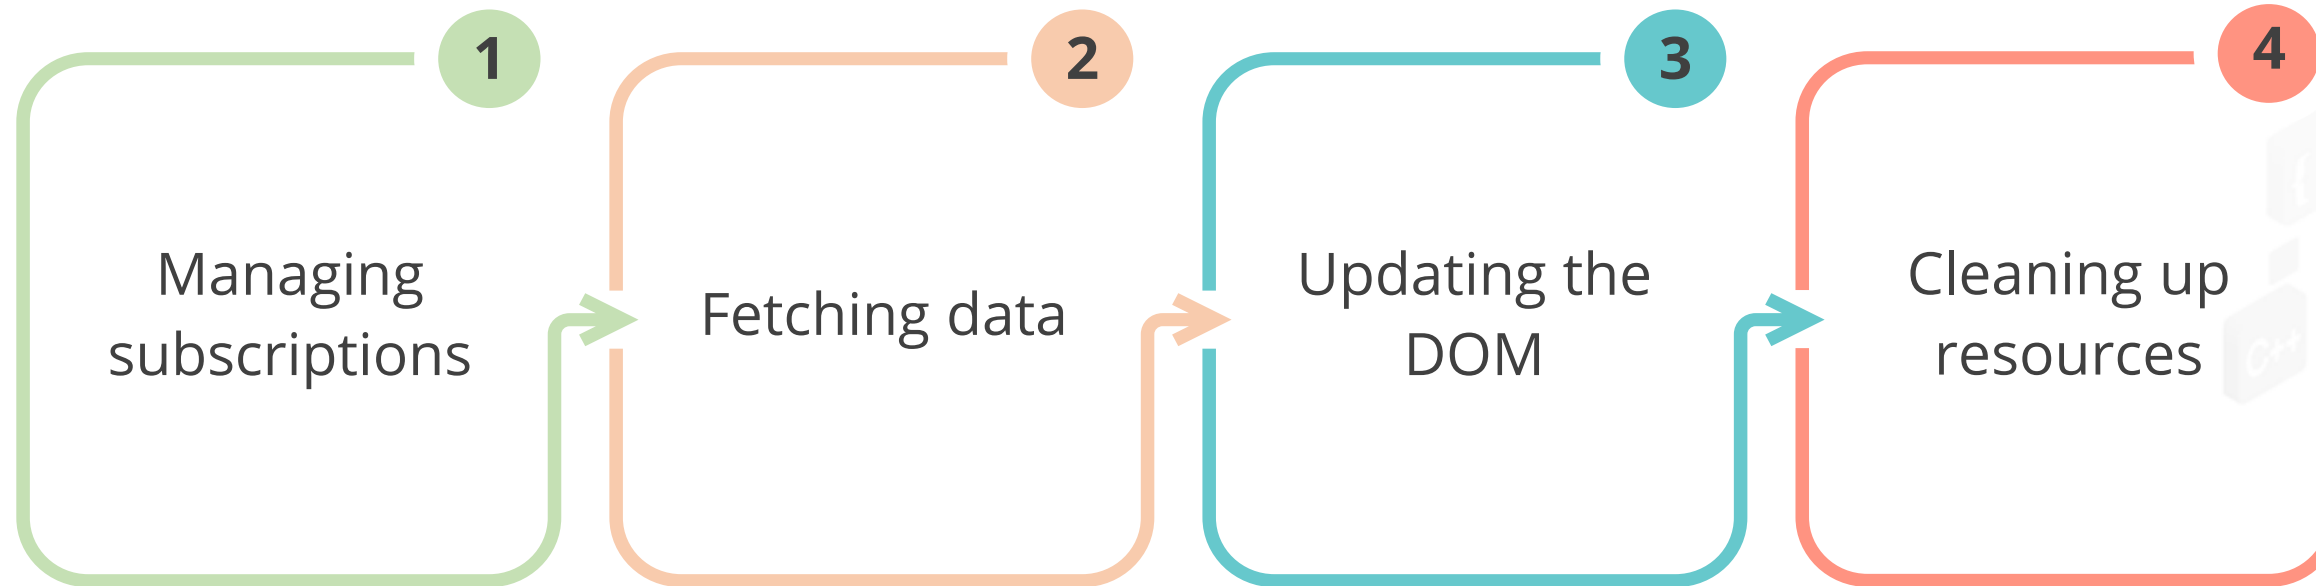 1
Managing
subscriptions
2
Fetching data
3
Updating the
DOM
4
Cleaning up
resources
{
C++